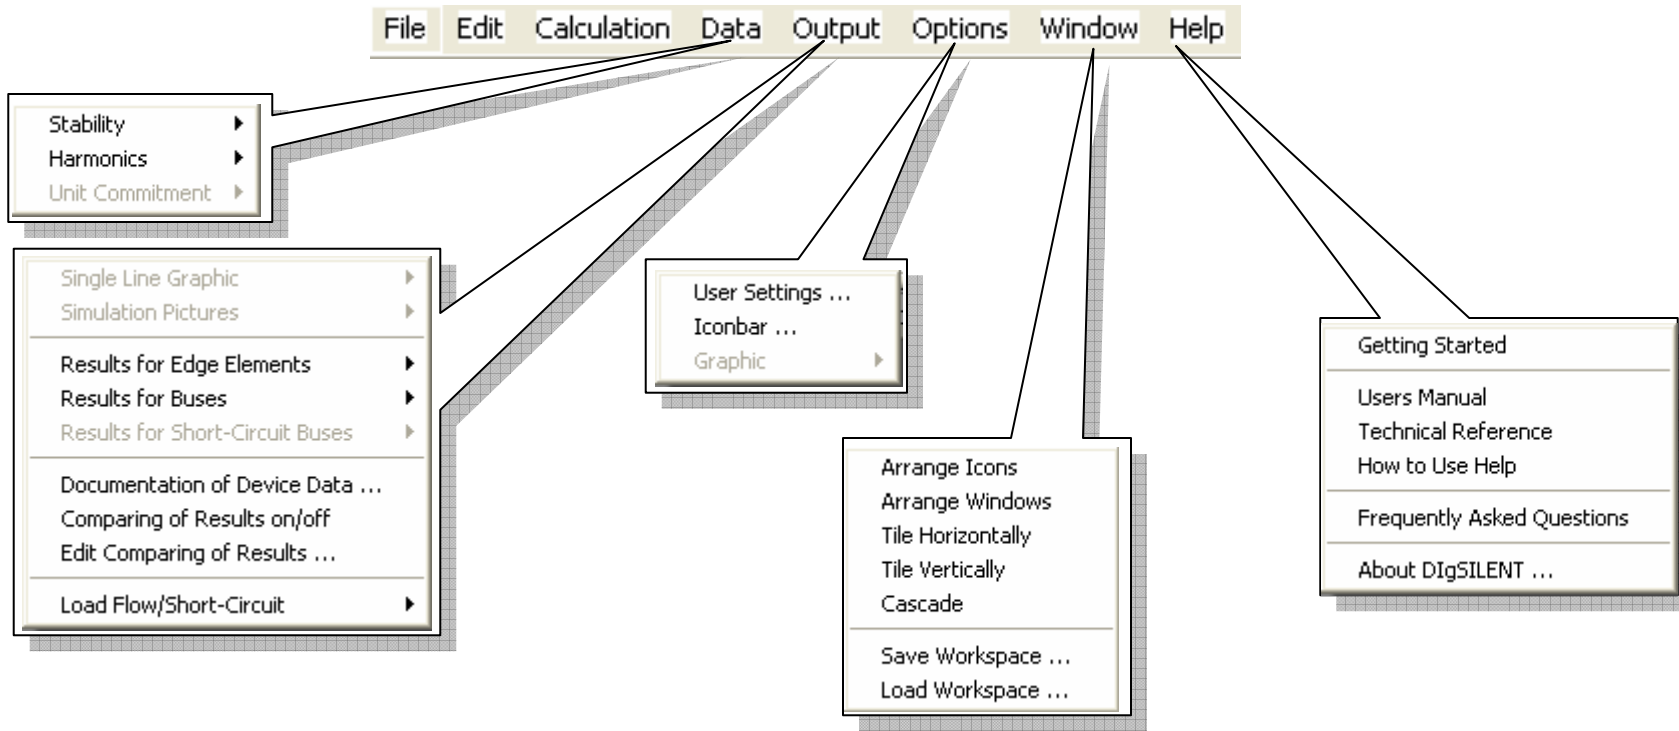 File Edit Calculation Data Output Options Window Help
Stability
Harmonics
Unit Commitment
Single Line Graphic
Simulation Pictures
Results for Edge Elements
Results for Buses
Results for Short-Circuit Buses
Documentation of Device Data ...
Comparing of Results on/off
Edit Comparing of Results ...
Load Flow/Short-Circuit
User Settings ...
Iconbar ...
Graphic
Arrange Icons
Arrange Windows
Tile Horizontally
Tile Vertically
Cascade
Save Workspace ...
Load Workspace ...
Getting Started
Users Manual
Technical Reference
How to Use Help
Frequently Asked Questions
About DIgSILENT ...